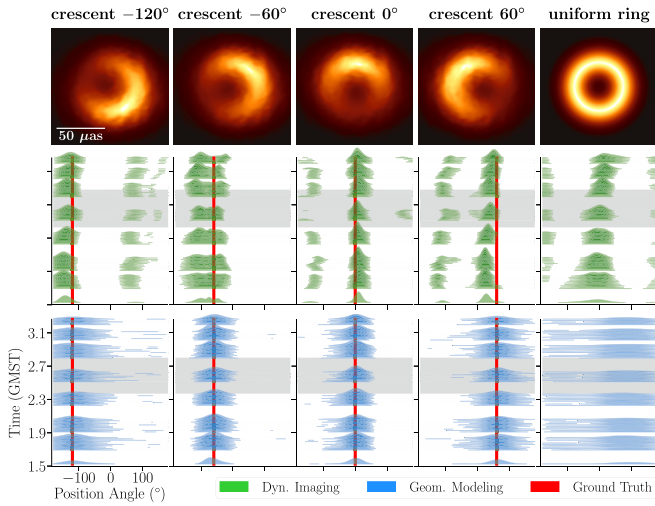 crescent −120° crescent −60° crescent 0° crescent 60° uniform ring
50 μas
3.1
2.7
2.3
1.9
1.5
Time (GMST)
−100 0 100
Position Angle (°)
Dyn. Imaging Geom. Modeling Ground Truth